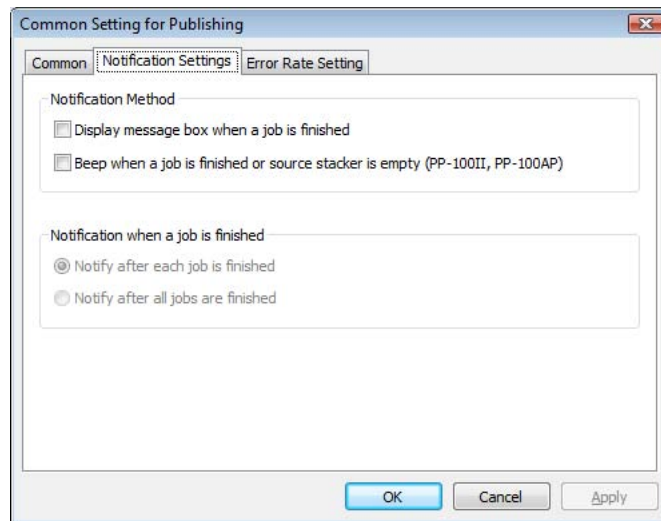 Common Setting for Publishing
Common Notification Settings Error Rate Setting
Notification Method
Display message box when a job is finished
Beep when a job is finished or source stacker is empty (PP-100II, PP-100AP)
Notification when a job is finished
Notify after each job is finished
Notify after all jobs are finished
OK Cancel Apply